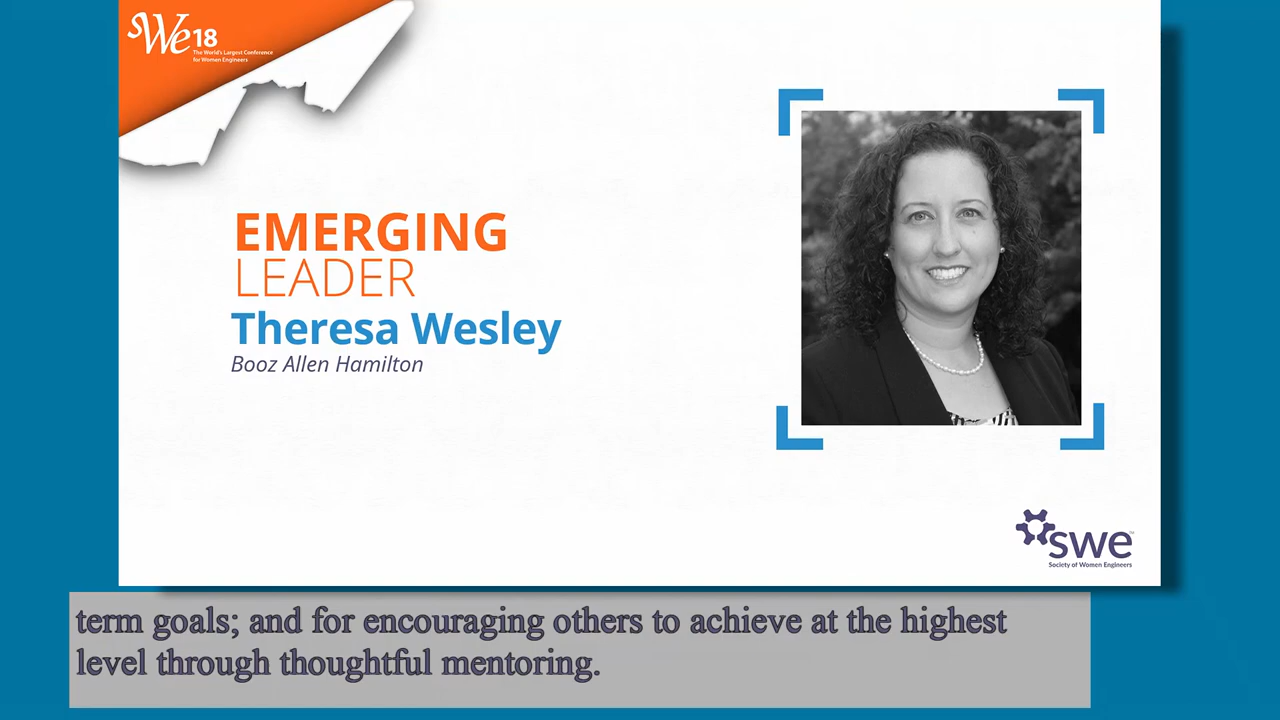 SWe18
The World's Largest Conference
for Women Engineers
EMERGING
LEADER
Theresa Wesley
Booz Allen Hamilton
swe
Society of Women Engineers
term goals; and for encouraging others to achieve at the highest
level through thoughtful mentoring.